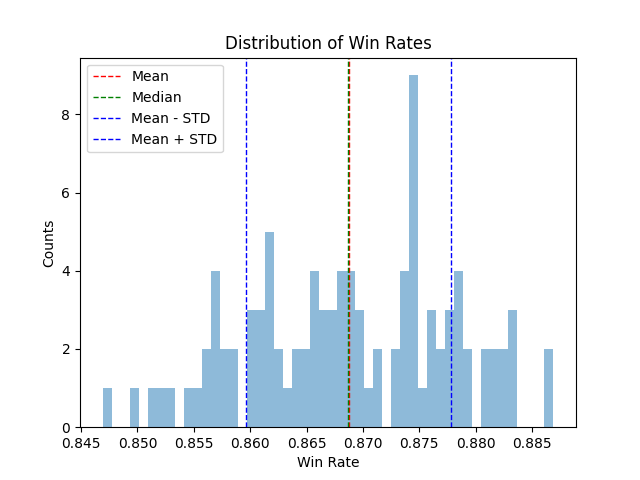 Distribution of Win Rates
Mean
Median
Mean - STD
Mean + STD
8
6
4
2
0
Counts
0.845 0.850 0.855 0.860 0.865 0.870 0.875 0.880 0.885
Win Rate